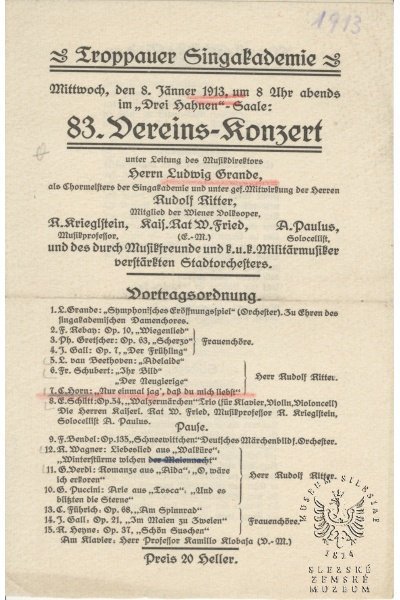 1913
Troppauer Singakademie
Mittwoch, den 8. Jänner 1913, um 8 Uhr abends
im „Drei Hahnen“-Saale:
83. Vereins-Konzert
unter Leitung des Musikdirektors
Herrn Ludwig Grande,
als Chormeisters der Singakademie und unter gef. Mitwirkung der Herren
Rudolf Ritter,
Mitglied der Wiener Volksoper,
R. Krieglstein, Kais. Rat W. Fried, A. Paulus,
Musikprofessor. (E.-M.) Solocellist,
und des durch Musikfreunde und k.u.k. Militärmusiker
verstärkten Stadtorchesters.
Vortragsordnung.
1. L. Grande: „Symphonisches Eröffnungsspiel“ (Orchester). Zu Ehren des
singakademischen Damenchores.
2. F. Rebay: Op. 10, „Wiegenlied“
3. Ph. Gretscher: Op. 63, „Scherzo“ Frauenchöre.
4. J. Gall: Op. 7, „Der Frühling“
5. L. van Beethoven: „Adelaide“
6. Fr. Schubert: „Ihr Bild“
„Der Neugierige“ Herr Rudolf Ritter.
7. C. Horn: „Nur einmal sag', daß du mich liebst“
8. E. Schütt: Op. 54, „Walzermärchen“ Trio (für Klavier, Violin, Violoncell)
Die Herren Kaiserl. Rat W. Fried, Musikprofessor R. Krieglstein,
Solocellist Paulus.
Pause.
9. F. Bendel: Op. 135, „Schneewittchen“ Deutsches Märchenbild f. Orchester.
12. R. Wagner: Liebeslied aus „Walküre“,
„Winterstürme wichen dem Wonnemond“
11. G. Verdi: Romanze aus „Aida“, „O, wäre
ich erkoren“ Herr Rudolf Ritter.
10. G. Puccini: Arie aus „Tosca“, „Und es
blitzten die Sterne“
13. C. Führich: Op. 68, „Am Spinnrad“
14. J. Gall: Op. 21, „Im Maien zu Zweien“ Frauenchöre.
15. R. Heyne: Op. 37, „Schön Suschen“
Am Klavier: Herr Professor Kamillo Klobasa (D.-M.)
Preis 20 Heller.
MUSEUM SILESIAE
1814
SLEZSKÉ
ZEMSKÉ
MUZEUM